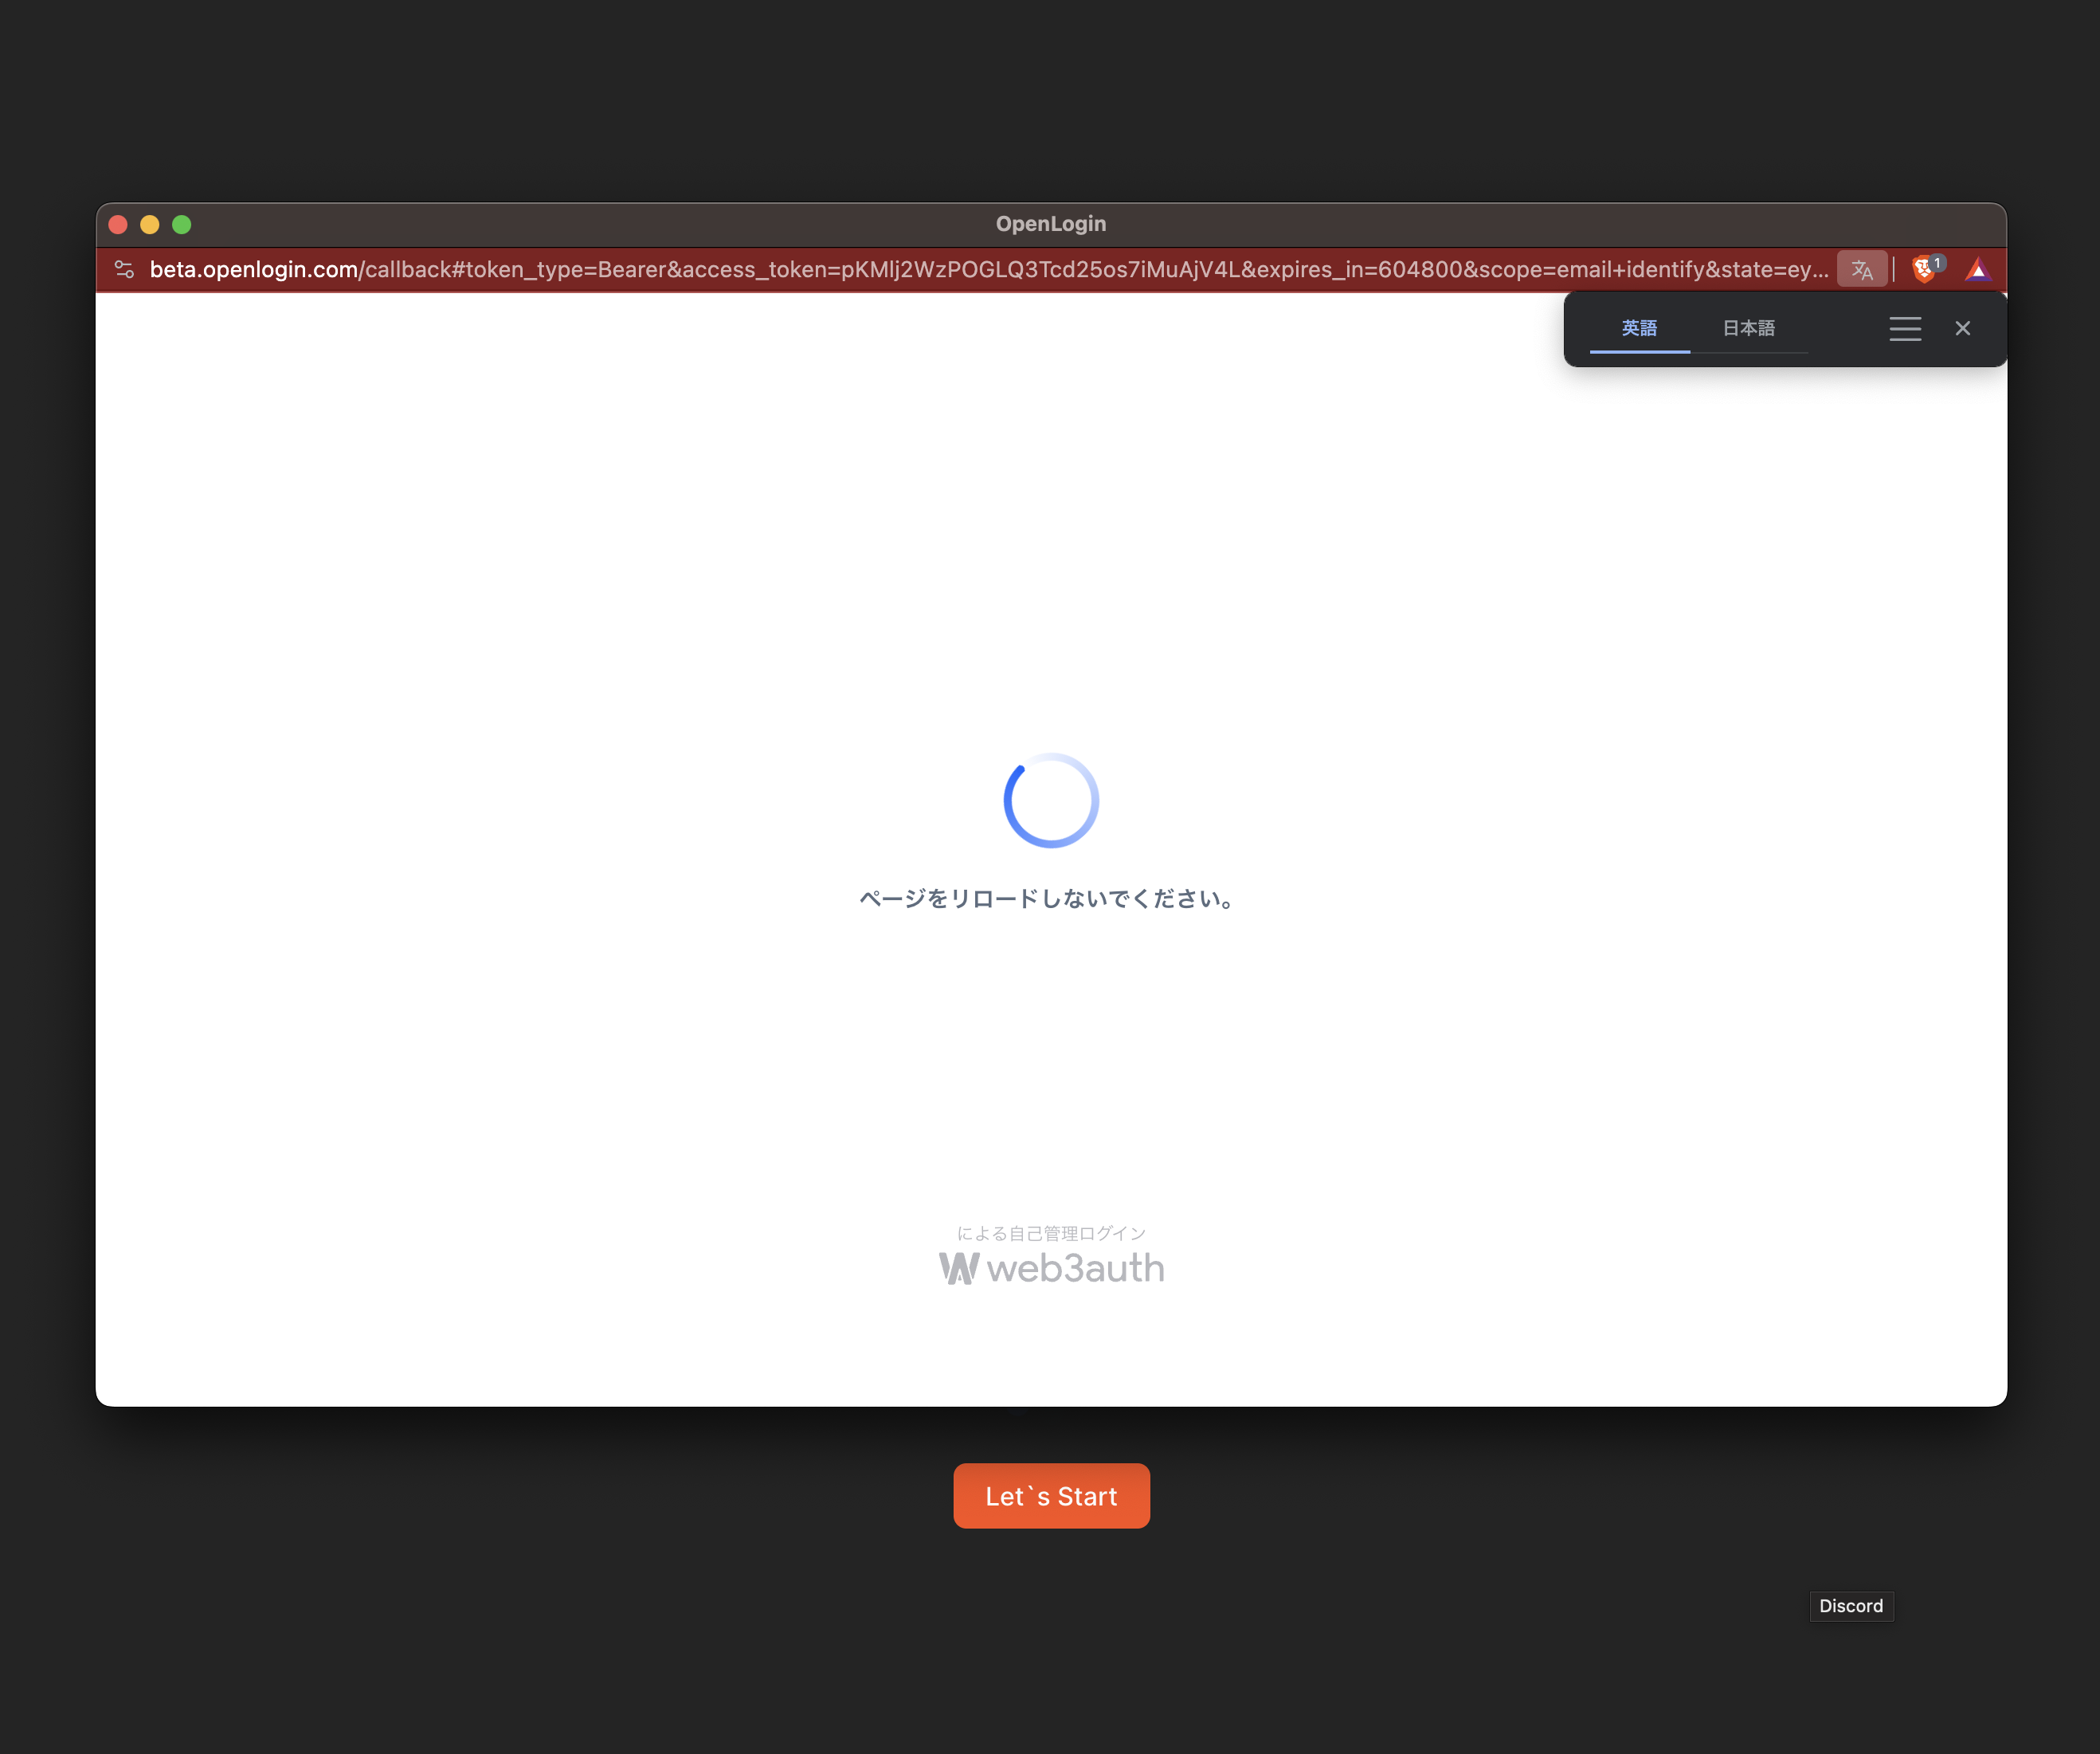 OpenLogin
beta.openlogin.com/callback#token_type=Bearer&access_token=pKMlj2WzPOGLQ3Tcd25os7iMuAjV4L&expires_in=604800&scope=email+identify&state=ey...
1
英語 日本語
ページをリロードしないでください。
による自己管理ログイン
web3auth
Let`s Start
Discord